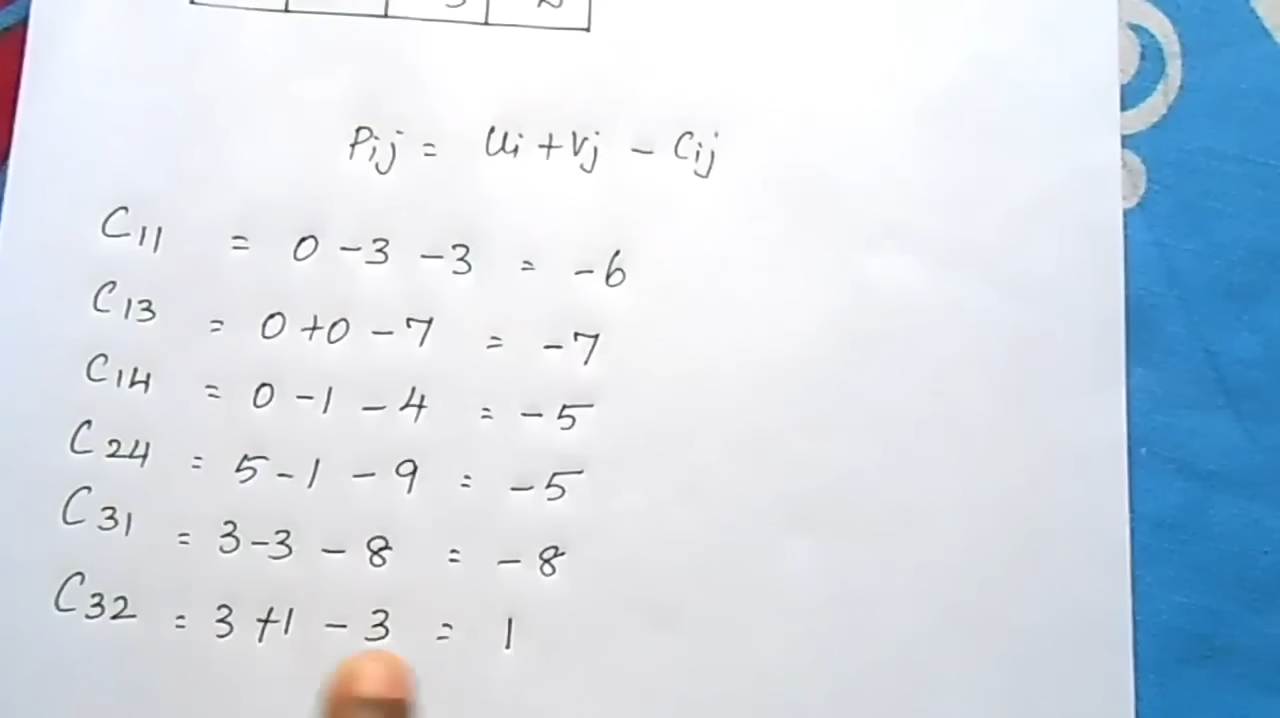 Pij = Ui + Vj - Cij
C11 = 0 - 3 - 3 = -6
C13 = 0 + 0 - 7 = -7
C14 = 0 - 1 - 4 = -5
C24 = 5 - 1 - 9 = -5
C31 = 3 - 3 - 8 = -8
C32 = 3 + 1 - 3 = 1